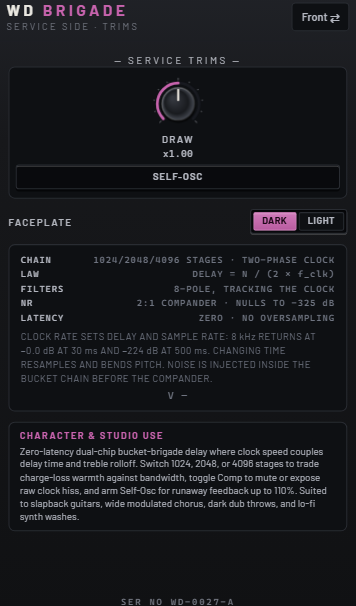 WD BRIGADE
SERVICE SIDE · TRIMS
Front ⇄
— SERVICE TRIMS —
DRAW
x1.00
SELF-OSC
FACEPLATE
DARK
LIGHT
CHAIN 1024/2048/4096 STAGES · TWO-PHASE CLOCK
LAW DELAY = N / (2 × f_clk)
FILTERS 8-POLE, TRACKING THE CLOCK
NR 2:1 COMPANDER · NULLS TO −325 dB
LATENCY ZERO · NO OVERSAMPLING
CLOCK RATE SETS DELAY AND SAMPLE RATE: 8 kHz RETURNS AT
−0.0 dB AT 30 ms AND −224 dB AT 500 ms. CHANGING TIME
RESAMPLES AND BENDS PITCH. NOISE IS INJECTED INSIDE THE
BUCKET CHAIN BEFORE THE COMPANDER.
V —
CHARACTER & STUDIO USE
Zero-latency dual-chip bucket-brigade delay where clock speed couples
delay time and treble rolloff. Switch 1024, 2048, or 4096 stages to trade
charge-loss warmth against bandwidth, toggle Comp to mute or expose
raw clock hiss, and arm Self-Osc for runaway feedback up to 110%. Suited
to slapback guitars, wide modulated chorus, dark dub throws, and lo-fi
synth washes.
SER NO WD-0027-A